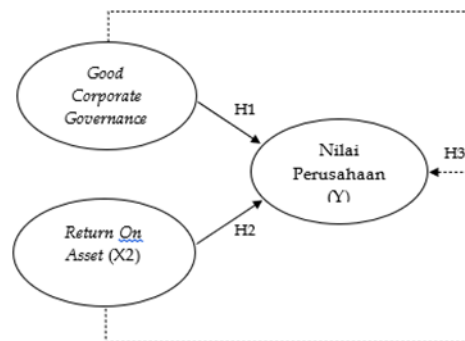 Good
Corporate
Governance
H1
Nilai
Perusahaan
(Y)
H3
Return On
Asset (X2)
H2